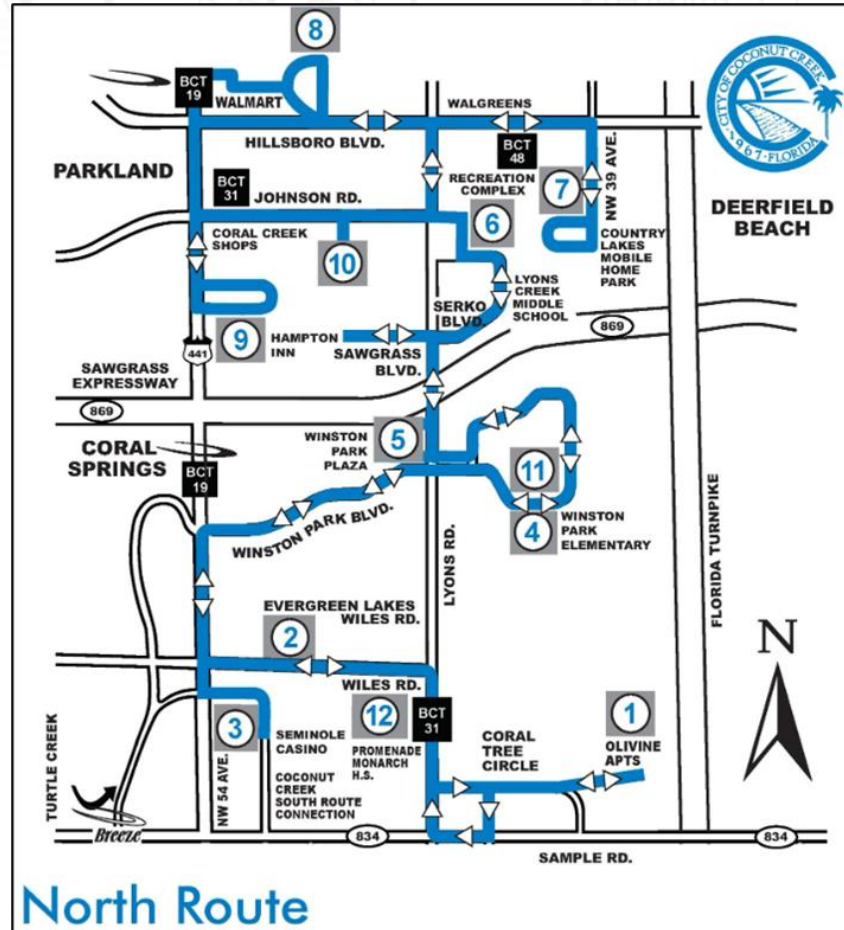 8
BCT
19
WALMART
WALGREENS
HILLSBORO BLVD.
BCT
48
CITY OF COCONUT CREEK
1967 • FLORIDA
PARKLAND
BCT
31
JOHNSON RD.
RECREATION
COMPLEX
7
NW 39 AVE.
DEERFIELD
BEACH
6
CORAL CREEK
SHOPS
10
COUNTRY
LAKES
MOBILE
HOME
PARK
LYONS
CREEK
MIDDLE
SCHOOL
SERKO
BLVD.
9
HAMPTON
INN
441
SAWGRASS
BLVD.
869
SAWGRASS
EXPRESSWAY
869
CORAL
SPRINGS
BCT
19
WINSTON
PARK
PLAZA
5
11
4
WINSTON
PARK
ELEMENTARY
WINSTON PARK BLVD.
LYONS RD.
FLORIDA TURNPIKE
EVERGREEN LAKES
WILES RD.
2
WILES RD.
N
3
SEMINOLE
CASINO
12
PROMENADE
MONARCH
H.S.
BCT
31
CORAL
TREE
CIRCLE
1
OLIVINE
APTS
TURTLE CREEK
NW 54 AVE.
COCONUT
CREEK
SOUTH ROUTE
CONNECTION
Breeze
834
834
SAMPLE RD.
North Route